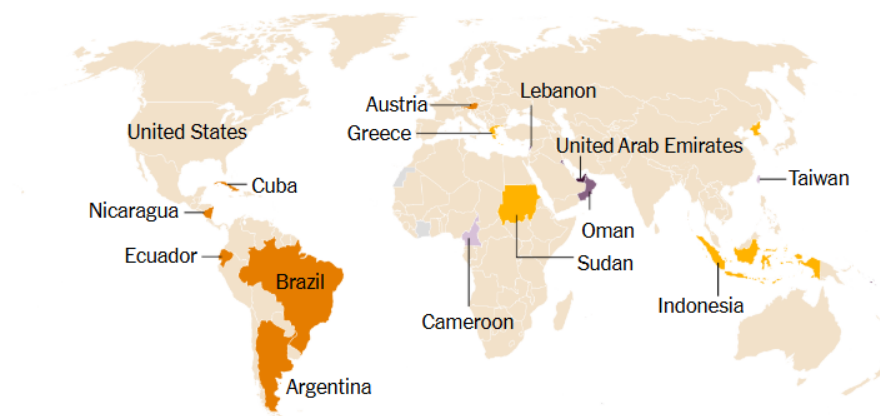 Lebanon
Austria
Greece
United States
United Arab Emirates
Cuba
Taiwan
Nicaragua
Oman
Ecuador
Sudan
Brazil
Indonesia
Cameroon
Argentina